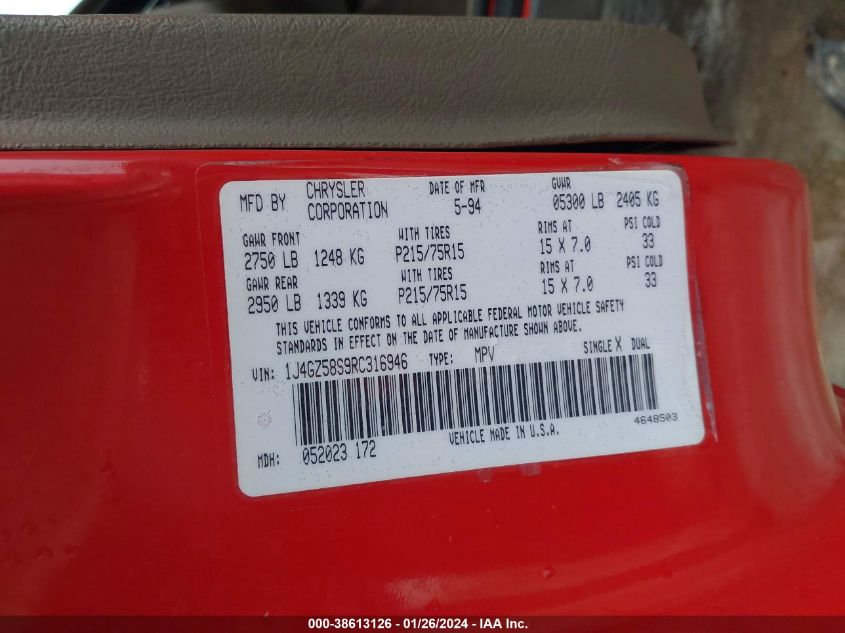 MFD BY CHRYSLER CORPORATION DATE OF MFR 5-94 GVWR 05300 LB 2405 KG
GAWR FRONT WITH TIRES RIMS AT PSI COLD
2750 LB 1248 KG P215/75R15 15 X 7.0 33
GAWR REAR WITH TIRES RIMS AT PSI COLD
2950 LB 1339 KG P215/75R15 15 X 7.0 33
THIS VEHICLE CONFORMS TO ALL APPLICABLE FEDERAL MOTOR VEHICLE SAFETY
STANDARDS IN EFFECT ON THE DATE OF MANUFACTURE SHOWN ABOVE.
VIN: 1J4GZ58S9RC316946 TYPE: MPV SINGLE X DUAL
4648503
MDH: 052023 172 VEHICLE MADE IN U.S.A.
000-38613126 - 01/26/2024 - IAA Inc.